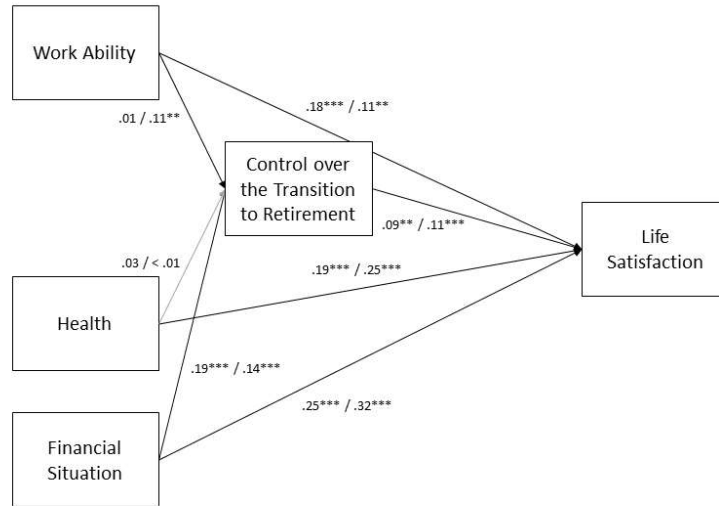 Work Ability
.18*** / .11**
.01 / .11**
Control over
the Transition
to Retirement
.09** / .11***
Life
Satisfaction
.03 / < .01
.19*** / .25***
Health
.19*** / .14***
.25*** / .32***
Financial
Situation